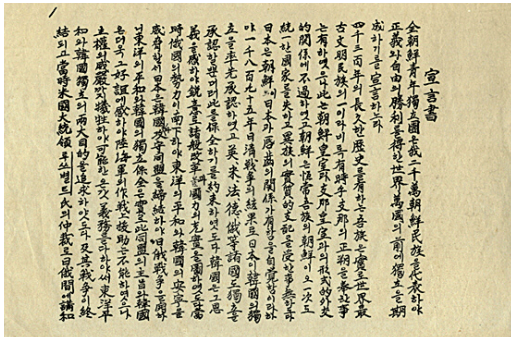 1
宣言書
全朝鮮靑年獨立團은我二千萬朝鮮民族을代表하야
正義와自由의勝利를得한世界萬國의前에獨立을期
成하기를宣言하노라
四千三百年의長久한歷史를有하는吾族은實로世界最
古文明民族의一이라비록有時乎支那의正朔을奉한事
는有하엿으나此는朝鮮皇室과支那皇室과의形式的外交
的關係에不過하엿고朝鮮은恒常吾族의朝鮮이오一次도
統一한國家를失하고異族의實質的支配를受한事無하도다
日本은朝鮮이日本과脣齒의關係가有함을自覺함이라하
야一千八百九十五年日淸戰爭의結果로日本이韓國의獨
立을率先承認하엿고英、米、法、德、俄等諸國도獨立을
承認할뿐더러此를保全하기를約束하엿도다韓國은그恩
義를感하야銳意로諸般改革과國力의充實을圖하엿도다當
時俄國의勢力이南下하야東洋의平和와韓國의安寧을
威脅할새日本은韓國과攻守同盟을締結하야日俄戰爭을開하
니東洋의平和와韓國의獨立保全은實로此同盟의主旨라韓國
은더욱그好誼에感하야陸海軍의作戰上援助는不能하엿으나
主權의威嚴까지犧牲하야可能한온갖義務를다하야써東洋平
和와韓國獨立의兩大目的을追求하얏도다及其戰爭이終
結되고當時米國大統領루쓰벨트氏의仲裁로日俄間에講和